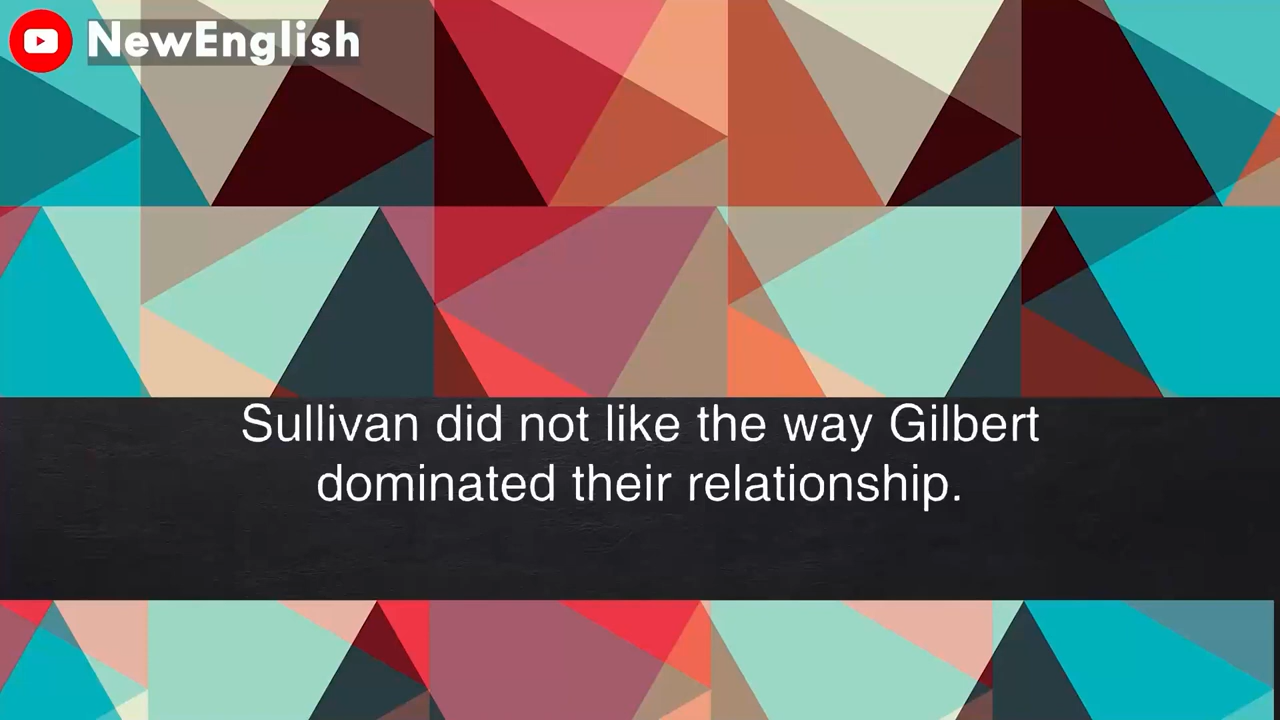 NewEnglish
Sullivan did not like the way Gilbert
dominated their relationship.